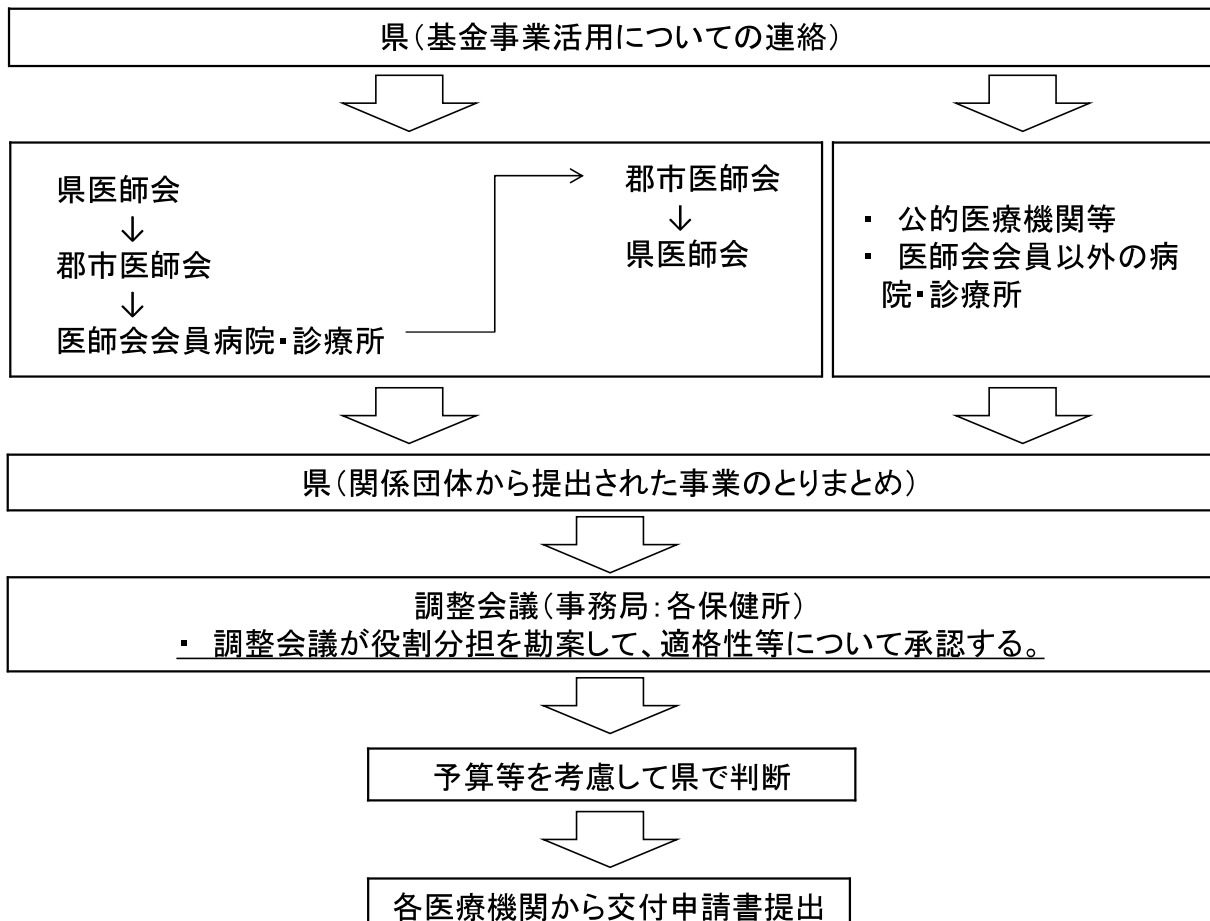 県(基金事業活用についての連絡)
県医師会
↓
郡市医師会
↓
医師会会員病院・診療所
郡市医師会
↓
県医師会
・ 公的医療機関等
・ 医師会会員以外の病
院・診療所
県(関係団体から提出された事業のとりまとめ)
調整会議(事務局:各保健所)
・ 調整会議が役割分担を勘案して、適格性等について承認する。
予算等を考慮して県で判断
各医療機関から交付申請書提出